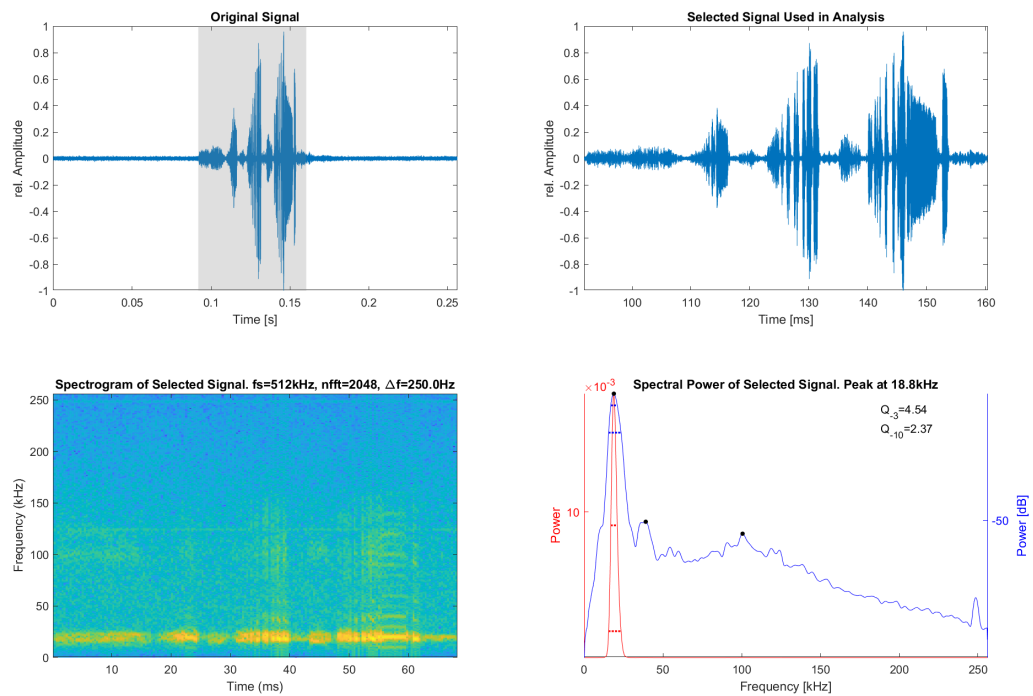 Original Signal
1
0.8
0.6
0.4
0.2
0
-0.2
-0.4
-0.6
-0.8
-1
rel. Amplitude
0 0.05 0.1 0.15 0.2 0.25
Time [s]
Selected Signal Used in Analysis
1
0.8
0.6
0.4
0.2
0
-0.2
-0.4
-0.6
-0.8
-1
rel. Amplitude
100 110 120 130 140 150 160
Time [ms]
Spectrogram of Selected Signal. fs=512kHz, nfft=2048, Δf=250.0Hz
250
200
150
100
50
0
Frequency (kHz)
10 20 30 40 50 60
Time (ms)
×10⁻³ Spectral Power of Selected Signal. Peak at 18.8kHz
Q₋₃=4.54
Q₋₁₀=2.37
10
Power
-50
Power [dB]
0 50 100 150 200 250
Frequency [kHz]